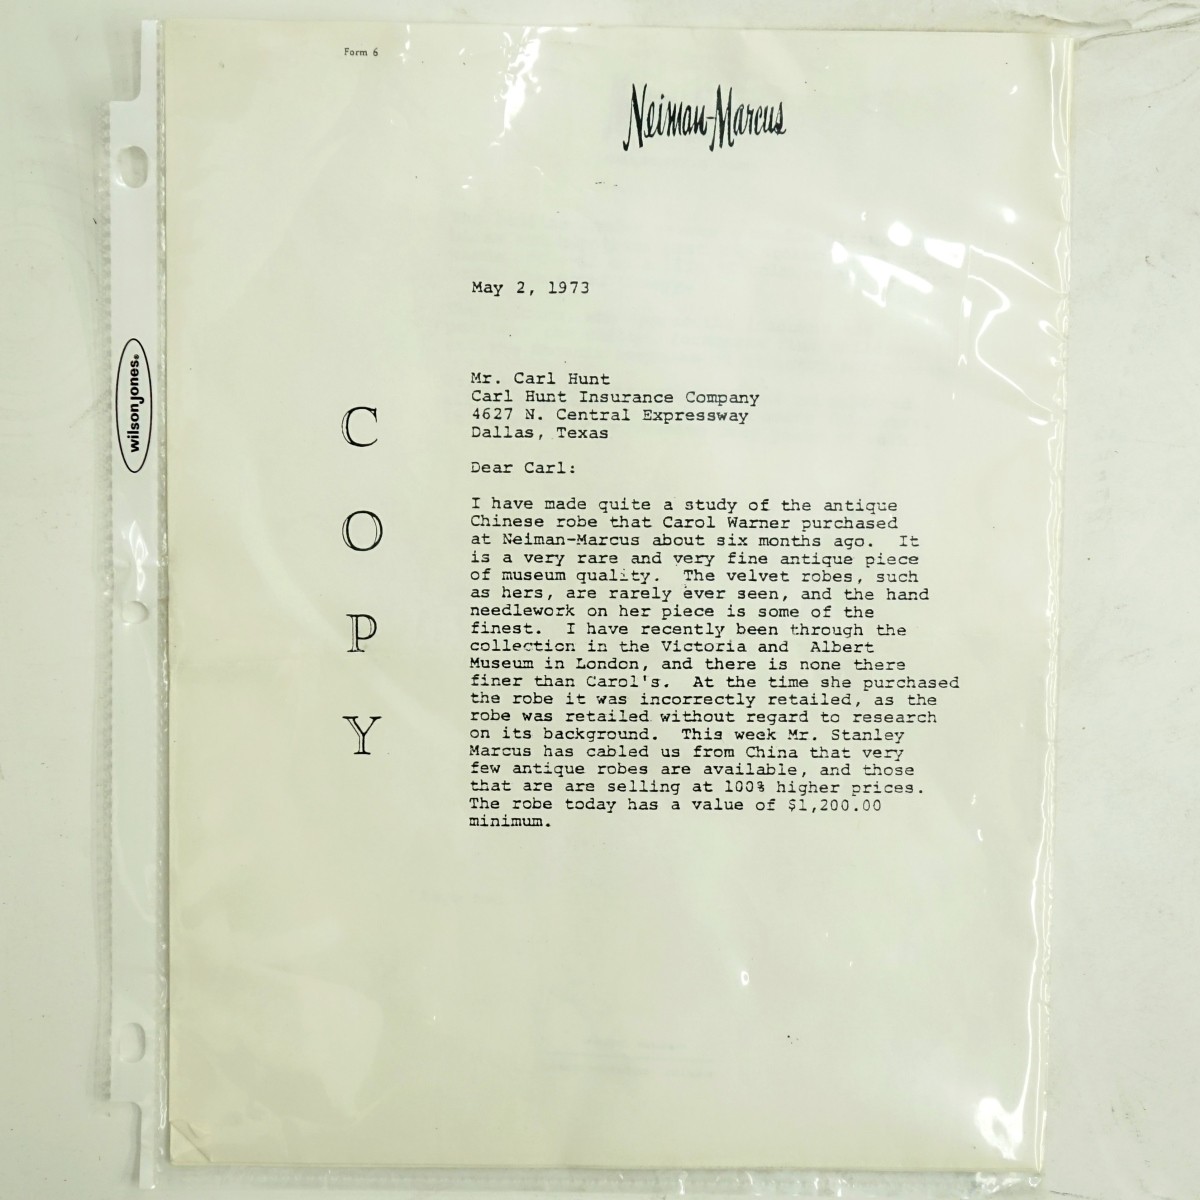 Form 6
Neiman-Marcus
May 2, 1973
Mr. Carl Hunt
Carl Hunt Insurance Company
4627 N. Central Expressway
Dallas, Texas
Dear Carl:
I have made quite a study of the antique
Chinese robe that Carol Warner purchased
at Neiman-Marcus about six months ago. It
is a very rare and very fine antique piece
of museum quality. The velvet robes, such
as hers, are rarely ever seen, and the hand
needlework on her piece is some of the
finest. I have recently been through the
collection in the Victoria and Albert
Museum in London, and there is none there
finer than Carol's. At the time she purchased
the robe it was incorrectly retailed, as the
robe was retailed without regard to research
on its background. This week Mr. Stanley
Marcus has cabled us from China that very
few antique robes are available, and those
that are are selling at 100% higher prices.
The robe today has a value of $1,200.00
minimum.
C
O
P
Y
wilson jones®